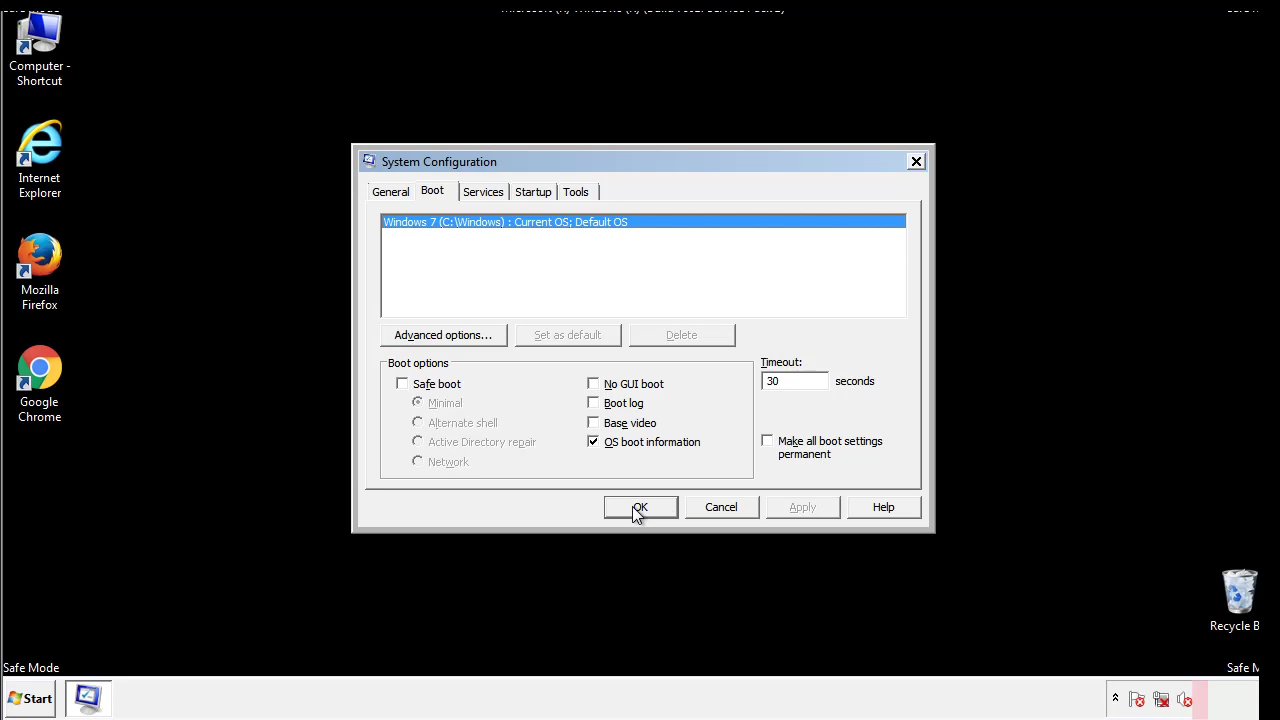 Computer -
Shortcut
Internet
Explorer
Mozilla
Firefox
Google
Chrome
System Configuration
General
Boot
Services
Startup
Tools
Windows 7 (C:\Windows) : Current OS; Default OS
Advanced options...
Set as default
Delete
Boot options
Safe boot
Minimal
Alternate shell
Active Directory repair
Network
No GUI boot
Boot log
Base video
OS boot information
Timeout:
30 seconds
Make all boot settings
permanent
OK
Cancel
Apply
Help
Recycle B
Safe Mode
Safe M
Start